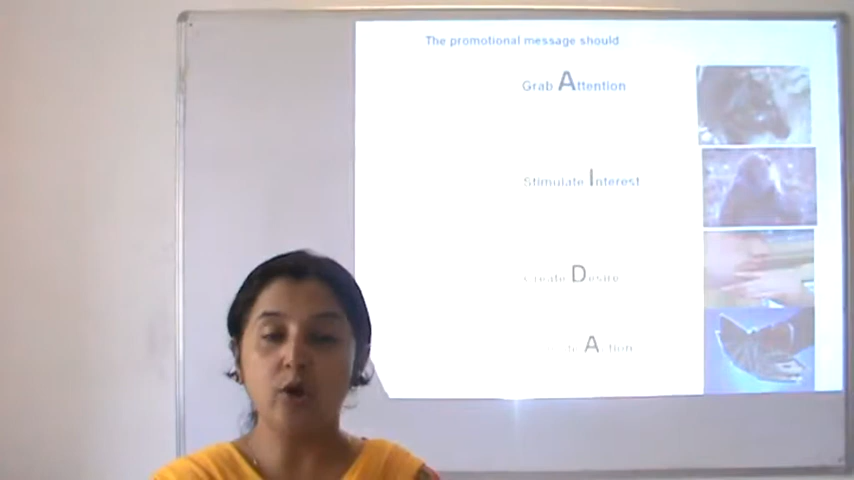 The promotional message should
Grab Attention
Stimulate Interest
Create Desire
Action